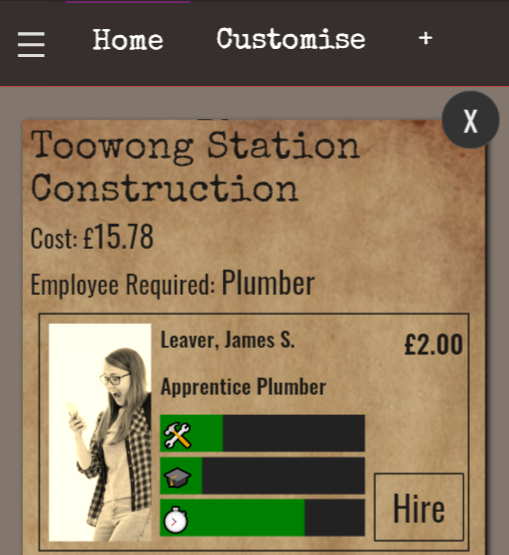 Home Customise +
X
Toowong Station
Construction
Cost: £15.78
Employee Required: Plumber
Leaver, James S.
£2.00
Apprentice Plumber
Hire